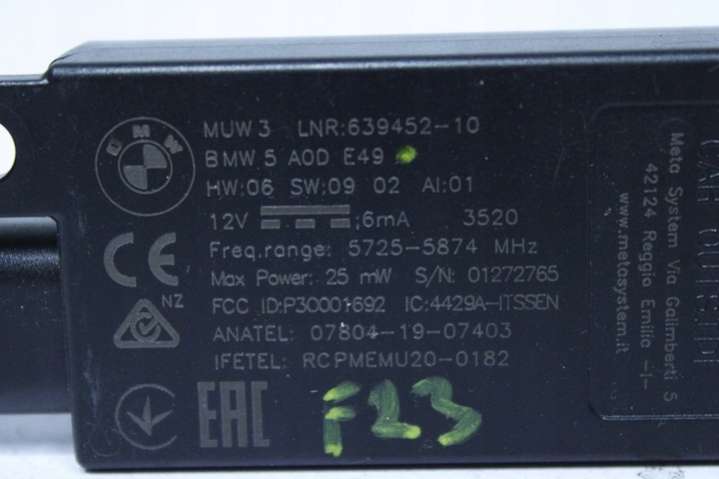 BMW
MUW3 LNR:639452-10
BMW 5 A0D E49
HW:06 SW:09 02 AI:01
12V ;6mA 3520
Freq.range: 5725-5874 MHz
Max Power: 25 mW S/N: 01272765
FCC ID:P3O001692 IC:4429A-ITSSEN
ANATEL: 07804-19-07403
IFETEL: RCPMEMU20-0182
CE
NZ
EAC
F23
Meta System Via Galimberti 5
42124 Reggio Emilia -I-
www.metasystem.it